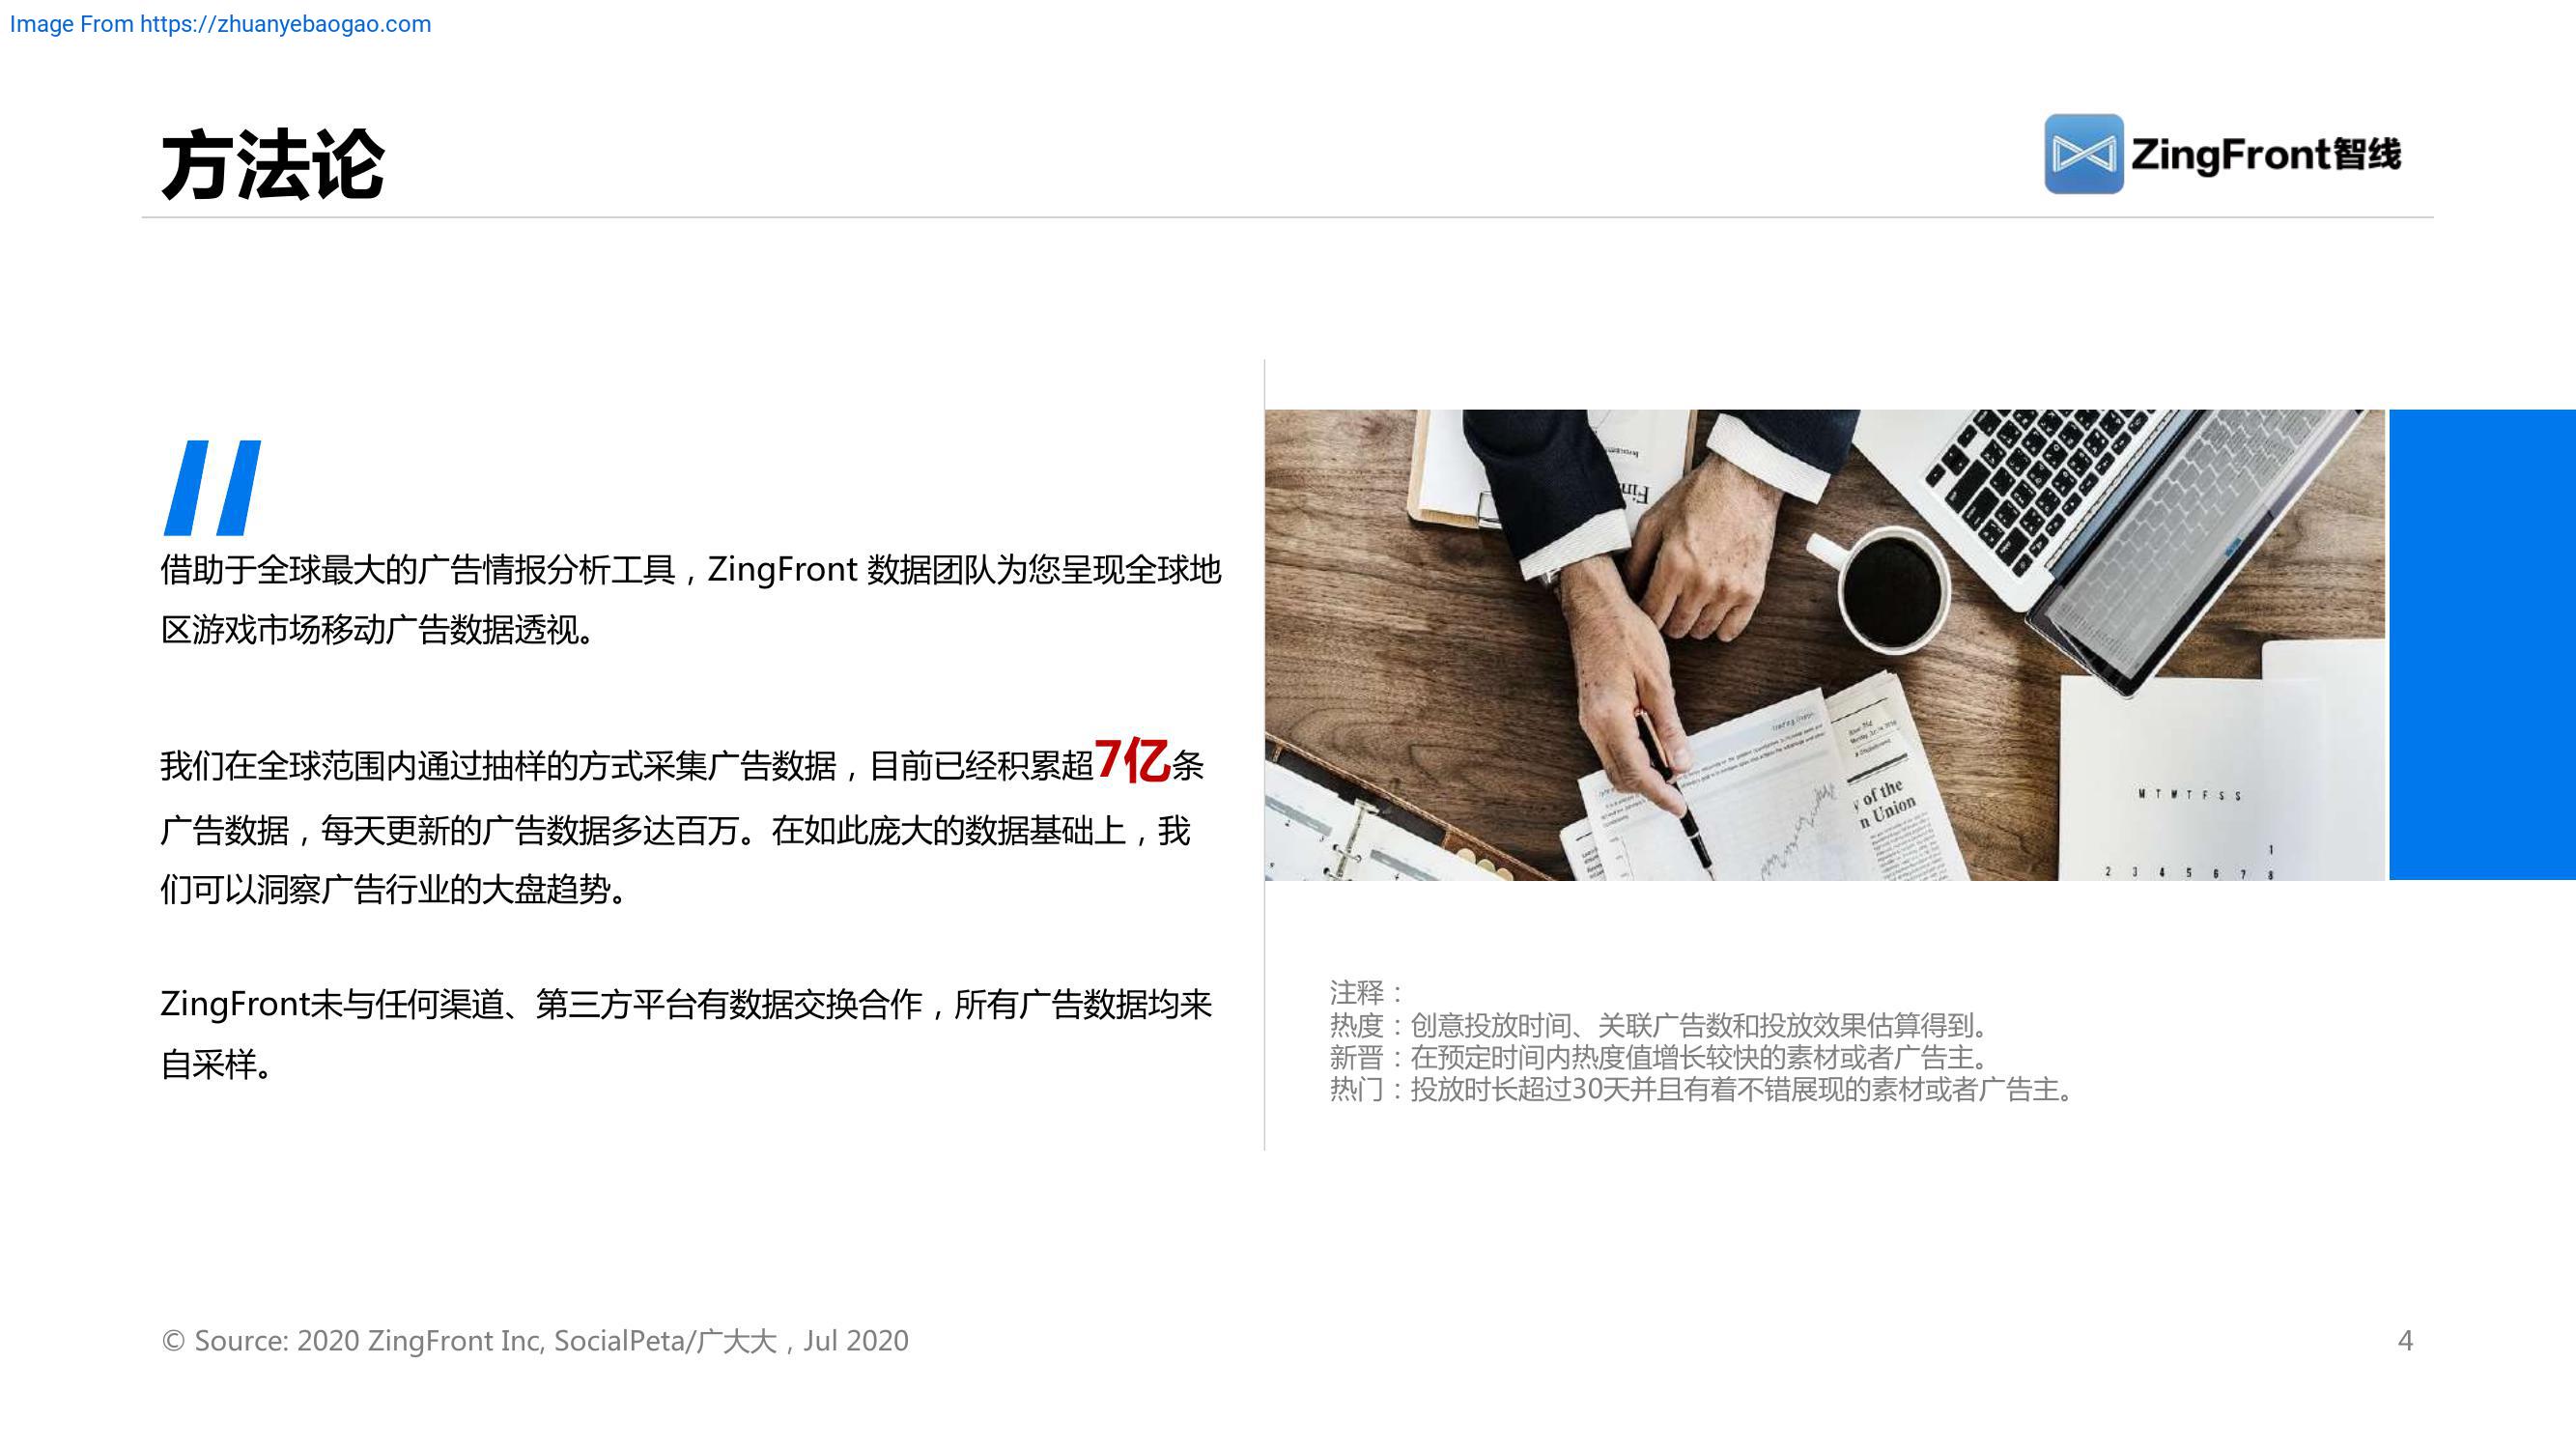 Image From https://zhuanyebaogao.com
方法论
ZingFront智线
借助于全球最大的广告情报分析工具，ZingFront 数据团队为您呈现全球地
区游戏市场移动广告数据透视。
我们在全球范围内通过抽样的方式采集广告数据，目前已经积累超7亿条
广告数据，每天更新的广告数据多达百万。在如此庞大的数据基础上，我
们可以洞察广告行业的大盘趋势。
ZingFront未与任何渠道、第三方平台有数据交换合作，所有广告数据均来
自采样。
Fin
y of the
n Union
M T W T F S S
1
2 3 4 5 6 7 8
注释：
热度：创意投放时间、关联广告数和投放效果估算得到。
新晋：在预定时间内热度值增长较快的素材或者广告主。
热门：投放时长超过30天并且有着不错展现的素材或者广告主。
© Source: 2020 ZingFront Inc, SocialPeta/广大大，Jul 2020
4